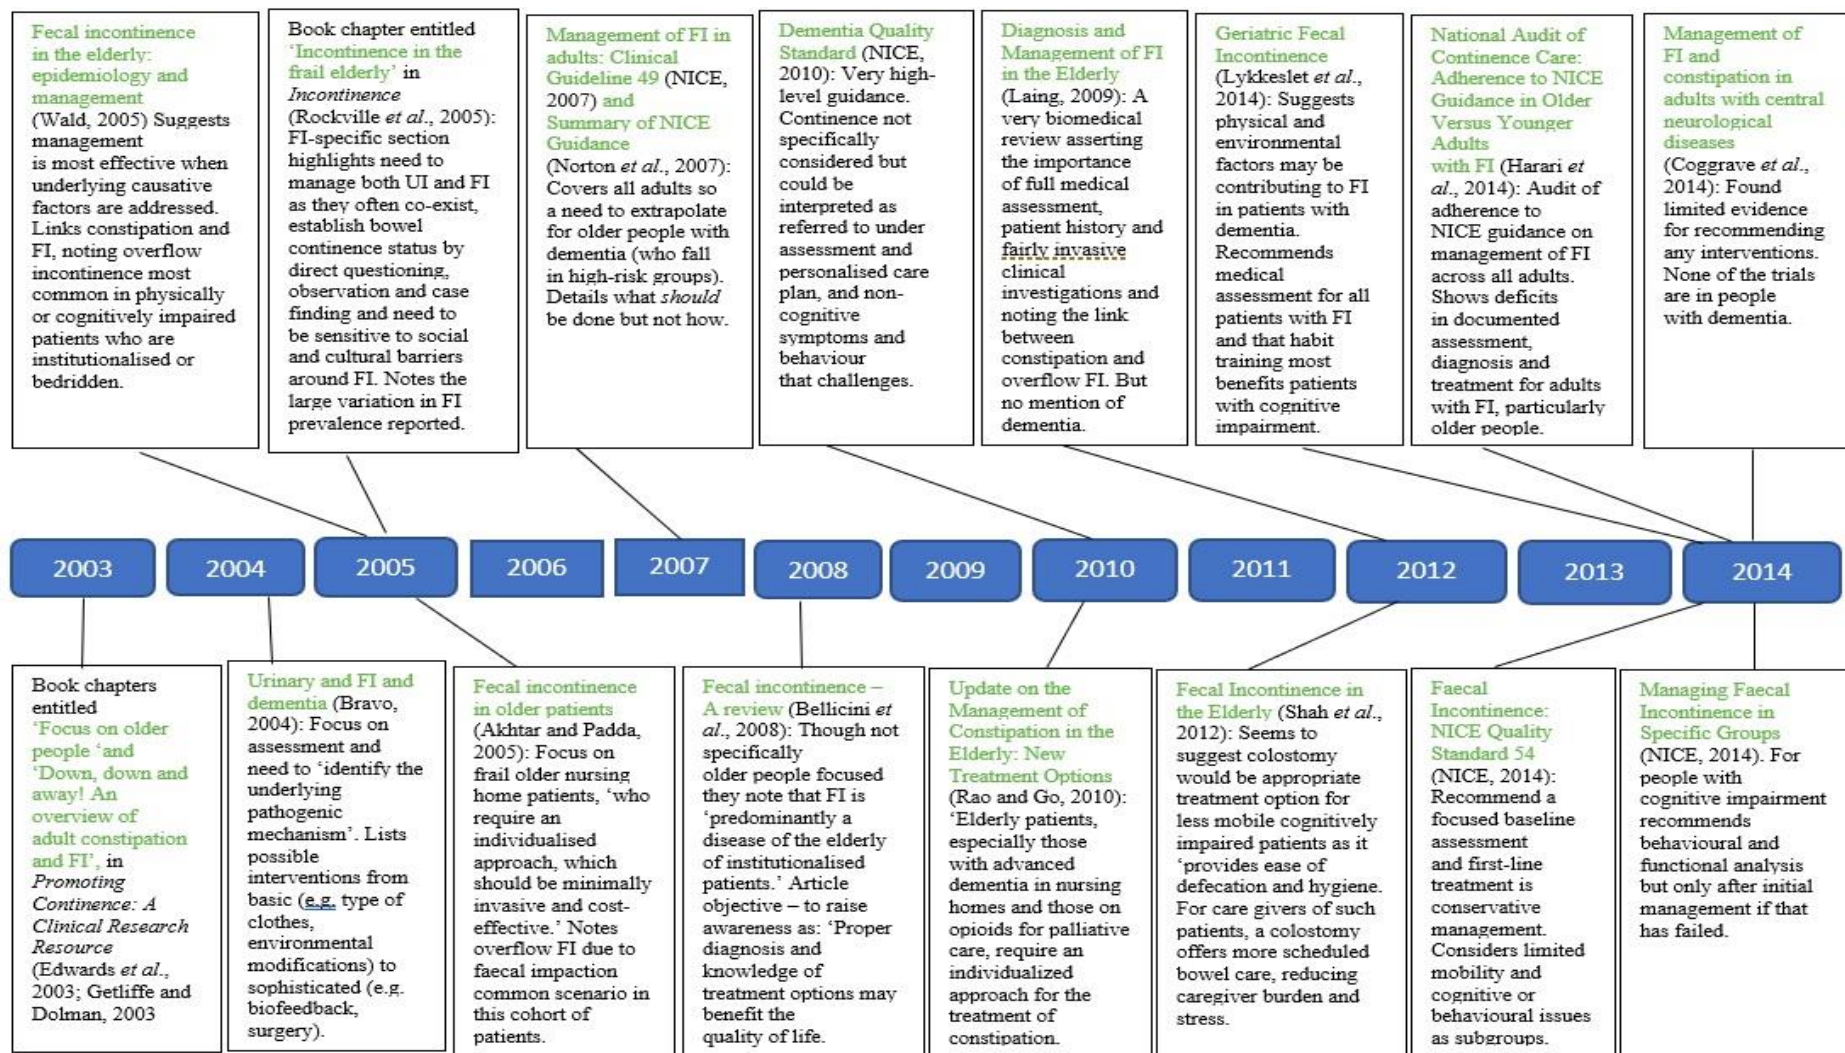 Fecal incontinence
in the elderly:
epidemiology and
management
(Wald, 2005) Suggests
management
is most effective when
underlying causative
factors are addressed.
Links constipation and
FI, noting overflow
incontinence most
common in physically
or cognitively impaired
patients who are
institutionalised or
bedridden.
Book chapter entitled
‘Incontinence in the
frail elderly’ in
Incontinence
(Rockville et al., 2005):
FI-specific section
highlights need to
manage both UI and FI
as they often co-exist,
establish bowel
continence status by
direct questioning,
observation and case
finding and need to
be sensitive to social
and cultural barriers
around FI. Notes the
large variation in FI
prevalence reported.
Management of FI in
adults: Clinical
Guideline 49 (NICE,
2007) and
Summary of NICE
Guidance
(Norton et al., 2007):
Covers all adults so
a need to extrapolate
for older people with
dementia (who fall
in high-risk groups).
Details what should
be done but not how.
Dementia Quality
Standard (NICE,
2010): Very high-
level guidance.
Continence not
specifically
considered but
could be
interpreted as
referred to under
assessment and
personalised care
plan, and non-
cognitive
symptoms and
behaviour
that challenges.
Diagnosis and
Management of FI
in the Elderly
(Laing, 2009): A
very biomedical
review asserting
the importance
of full medical
assessment,
patient history and
fairly invasive
clinical
investigations and
noting the link
between
constipation and
overflow FI. But
no mention of
dementia.
Geriatric Fecal
Incontinence
(Lykkeslet et al.,
2014): Suggests
physical and
environmental
factors may be
contributing to FI
in patients with
dementia.
Recommends
medical
assessment for all
patients with FI
and that habit
training most
benefits patients
with cognitive
impairment.
National Audit of
Continence Care:
Adherence to NICE
Guidance in Older
Versus Younger
Adults
with FI (Harari et
al., 2014): Audit of
adherence to
NICE guidance on
management of FI
across all adults.
Shows deficits
in documented
assessment,
diagnosis and
treatment for adults
with FI, particularly
older people.
Management of
FI and
constipation in
adults with central
neurological
diseases
(Coggrave et al.,
2014): Found
limited evidence
for recommending
any interventions.
None of the trials
are in people
with dementia.
2003
2004
2005
2006
2007
2008
2009
2010
2011
2012
2013
2014
Book chapters
entitled
‘Focus on older
people ‘and
‘Down, down and
away! An
overview of
adult constipation
and FI’, in
Promoting
Continence: A
Clinical Research
Resource
(Edwards et al.,
2003; Getliffe and
Dolman, 2003
Urinary and FI and
dementia (Bravo,
2004): Focus on
assessment and
need to ‘identify the
underlying
pathogenic
mechanism’. Lists
possible
interventions from
basic (e.g. type of
clothes,
environmental
modifications) to
sophisticated (e.g.
biofeedback,
surgery).
Fecal incontinence
in older patients
(Akhtar and Padda,
2005): Focus on
frail older nursing
home patients, ‘who
require an
individualised
approach, which
should be minimally
invasive and cost-
effective.’ Notes
overflow FI due to
faecal impaction
common scenario in
this cohort of
patients.
Fecal incontinence –
A review (Bellicini et
al., 2008): Though not
specifically
older people focused
they note that FI is
‘predominantly a
disease of the elderly
of institutionalised
patients.’ Article
objective – to raise
awareness as: ‘Proper
diagnosis and
knowledge of
treatment options may
benefit the
quality of life.
Update on the
Management of
Constipation in the
Elderly: New
Treatment Options
(Rao and Go, 2010):
‘Elderly patients,
especially those
with advanced
dementia in nursing
homes and those on
opioids for palliative
care, require an
individualized
approach for the
treatment of
constipation.
Fecal Incontinence in
the Elderly (Shah et al.,
2012): Seems to
suggest colostomy
would be appropriate
treatment option for
less mobile cognitively
impaired patients as it
‘provides ease of
defecation and hygiene.
For care givers of such
patients, a colostomy
offers more scheduled
bowel care, reducing
caregiver burden and
stress.
Faecal
Incontinence:
NICE Quality
Standard 54
(NICE, 2014):
Recommend a
focused baseline
assessment
and first-line
treatment is
conservative
management.
Considers limited
mobility and
cognitive or
behavioural issues
as subgroups.
Managing Faecal
Incontinence in
Specific Groups
(NICE, 2014). For
people with
cognitive impairment
recommends
behavioural and
functional analysis
but only after initial
management if that
has failed.